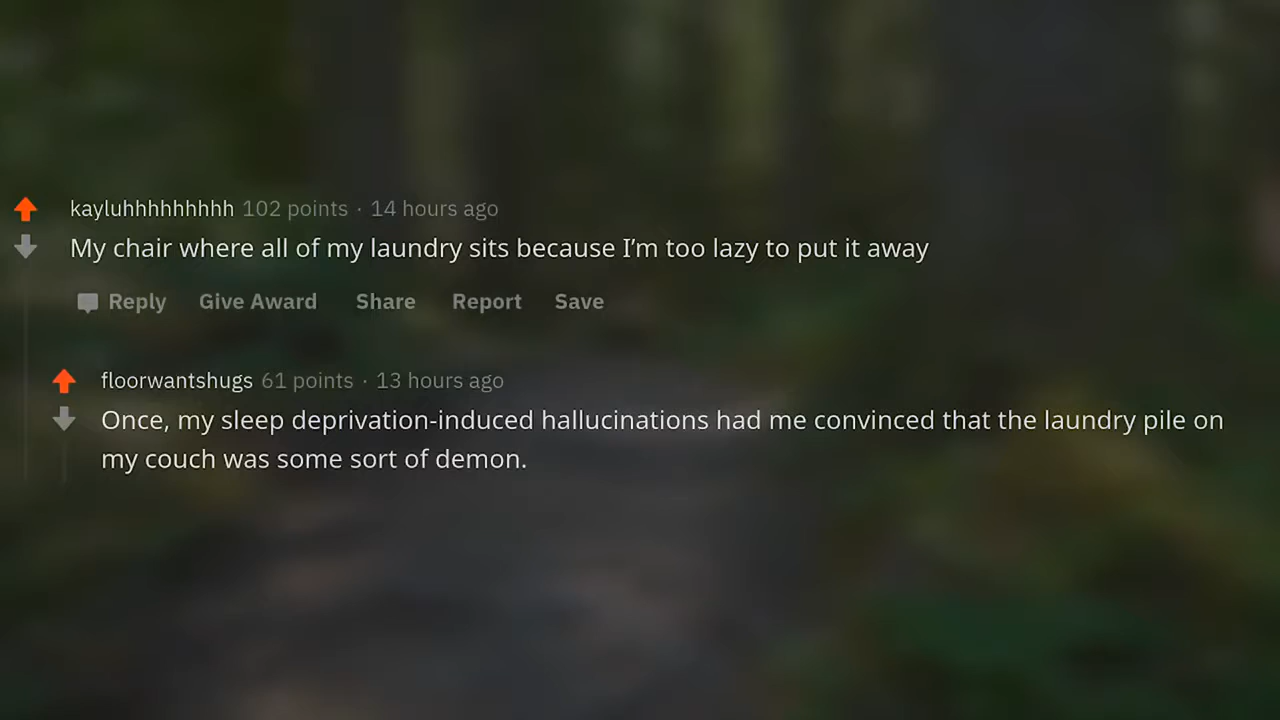 kayluhhhhhhhhh 102 points · 14 hours ago
My chair where all of my laundry sits because I’m too lazy to put it away
Reply Give Award Share Report Save
floorwantshugs 61 points · 13 hours ago
Once, my sleep deprivation-induced hallucinations had me convinced that the laundry pile on
my couch was some sort of demon.